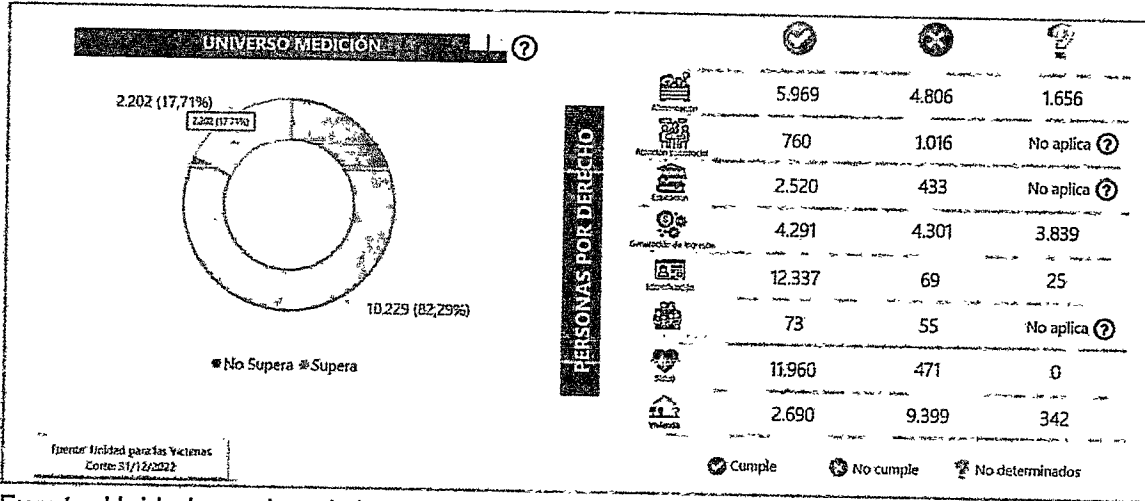 UNIVERSO MEDICIÓN
2.202 (17,71%)
2.202 (17.71%)
10.229 (82,29%)
No Supera Supera
Fuente: Unidad para las Víctimas
Corte: 31/12/2022
PERSONAS POR DERECHO
Alimentación 5.969 4.806 1.656
760 1.016 No aplica ?
Educación 2.520 433 No aplica ?
Generación de Ingresos 4.291 4.301 3.839
Identificación 12.337 69 25
73 55 No aplica ?
Salud 11.960 471 0
Vivienda 2.690 9.399 342
Cumple No cumple No determinados